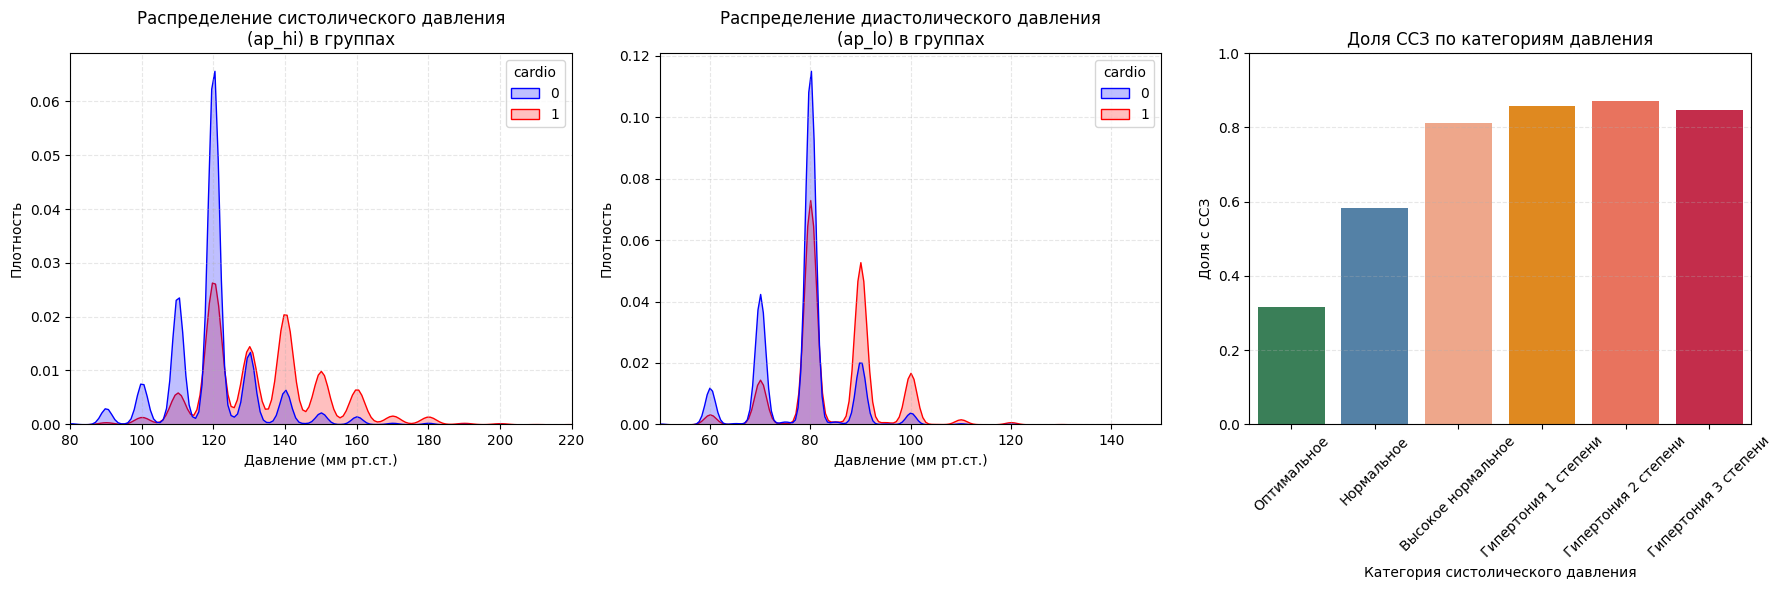 Распределение систолического давления
(ap_hi) в группах
cardio
0
1
0.06
0.05
0.04
0.03
0.02
0.01
0.00
Плотность
80 100 120 140 160 180 200 220
Давление (мм рт.ст.)
Распределение диастолического давления
(ap_lo) в группах
cardio
0
1
0.12
0.10
0.08
0.06
0.04
0.02
0.00
Плотность
60 80 100 120 140
Давление (мм рт.ст.)
Доля ССЗ по категориям давления
1.0
0.8
0.6
0.4
0.2
0.0
Доля с ССЗ
Оптимальное
Нормальное
Высокое нормальное
Гипертония 1 степени
Гипертония 2 степени
Гипертония 3 степени
Категория систолического давления